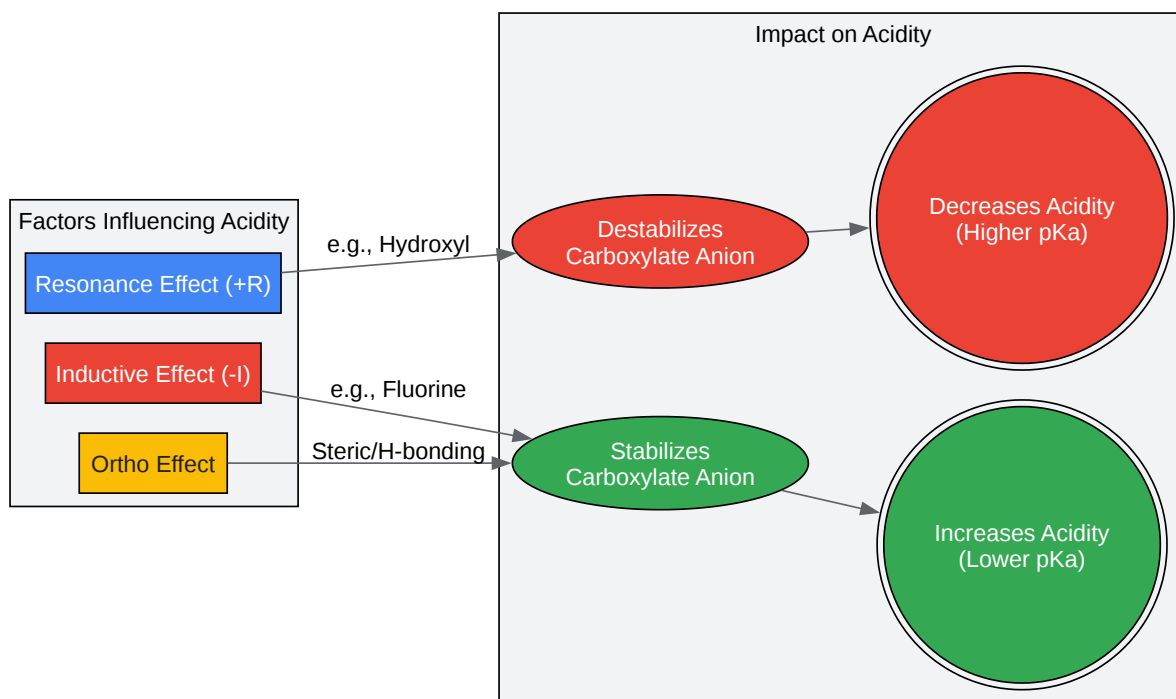 Impact on Acidity
Factors Influencing Acidity
Resonance Effect (+R)
Inductive Effect (-I)
Ortho Effect
e.g., Hydroxyl
e.g., Fluorine
Steric/H-bonding
Destabilizes
Carboxylate Anion
Stabilizes
Carboxylate Anion
Decreases Acidity
(Higher pKa)
Increases Acidity
(Lower pKa)